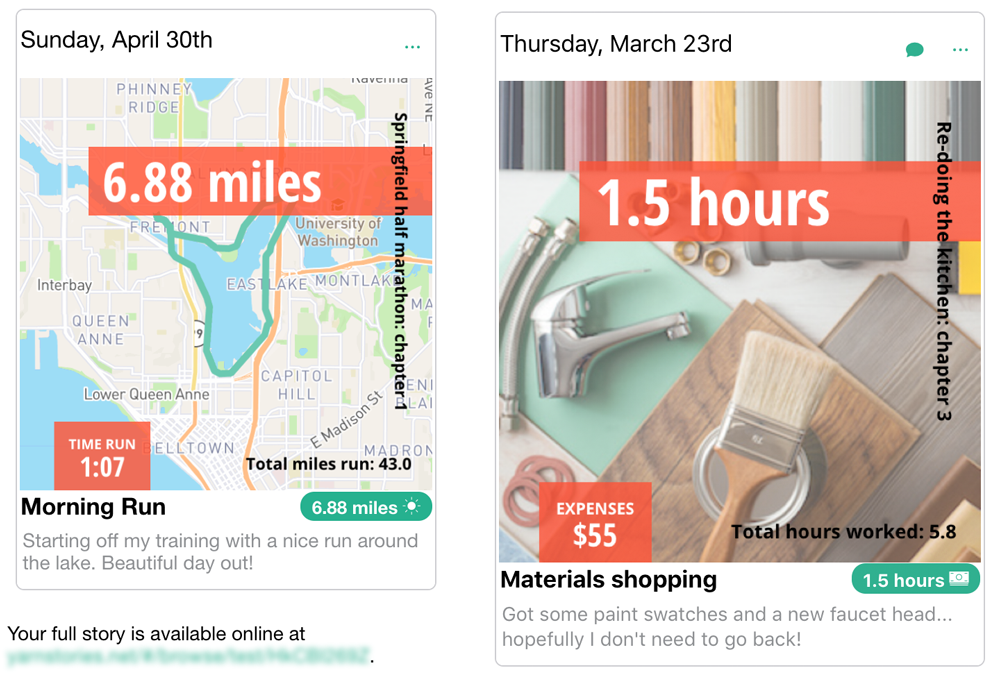 Sunday, April 30th
...
PHINNEY
RIDGE
Ravenna
Ave NE
Springfield half marathon: chapter 1
6.88 miles
FREMONT
University of
Washington
Interbay
EASTLAKE
MONTLAKE
QUEEN
ANNE
99
CAPITOL
HILL
Lower Queen Anne
E Madison St
BELLTOWN
MADRON
TIME RUN
1:07
Total miles run: 43.0
Morning Run
6.88 miles
Starting off my training with a nice run around
the lake. Beautiful day out!
Your full story is available online at
.
Thursday, March 23rd
...
Re-doing the kitchen: chapter 3
1.5 hours
EXPENSES
$55
Total hours worked: 5.8
Materials shopping
1.5 hours
Got some paint swatches and a new faucet head...
hopefully I don't need to go back!